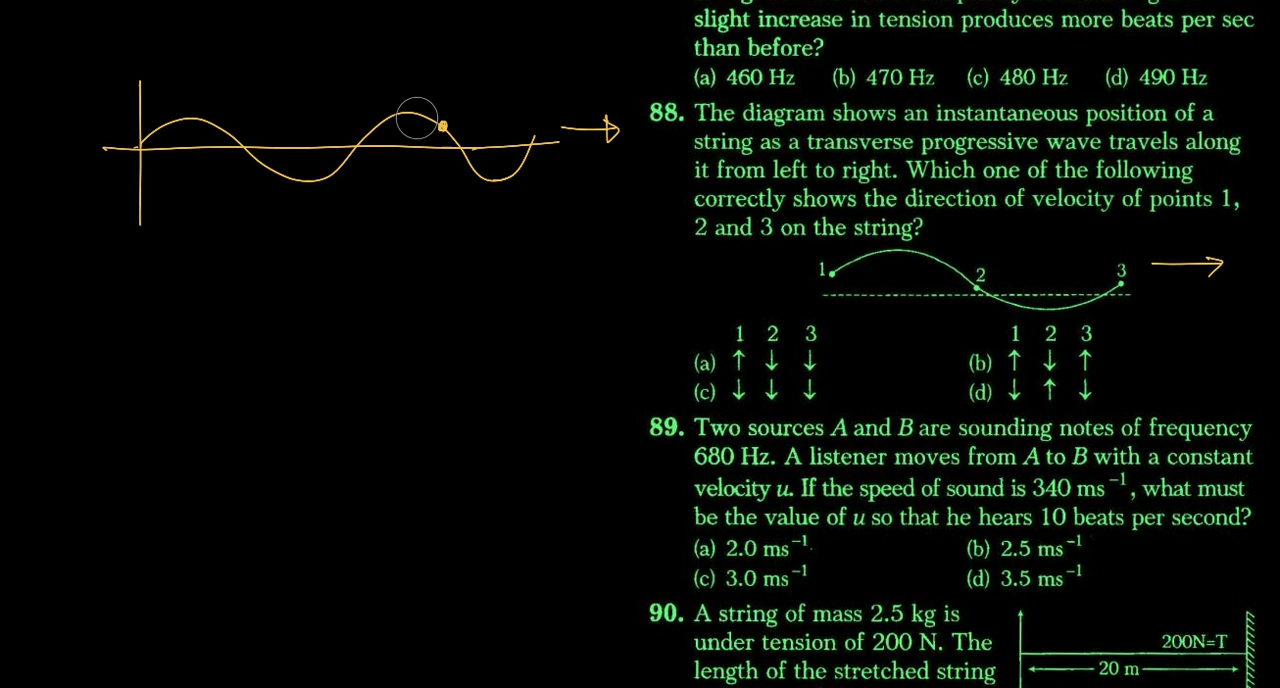 slight increase in tension produces more beats per sec
than before?
(a) 460 Hz (b) 470 Hz (c) 480 Hz (d) 490 Hz
88. The diagram shows an instantaneous position of a
string as a transverse progressive wave travels along
it from left to right. Which one of the following
correctly shows the direction of velocity of points 1,
2 and 3 on the string?
1 2 3
1 2 3 1 2 3
(a) ↑ ↓ ↓ (b) ↑ ↓ ↑
(c) ↓ ↓ ↓ (d) ↓ ↑ ↓
89. Two sources A and B are sounding notes of frequency
680 Hz. A listener moves from A to B with a constant
velocity u. If the speed of sound is 340 ms⁻¹, what must
be the value of u so that he hears 10 beats per second?
(a) 2.0 ms⁻¹ (b) 2.5 ms⁻¹
(c) 3.0 ms⁻¹ (d) 3.5 ms⁻¹
90. A string of mass 2.5 kg is
under tension of 200 N. The
length of the stretched string
200N=T
20 m